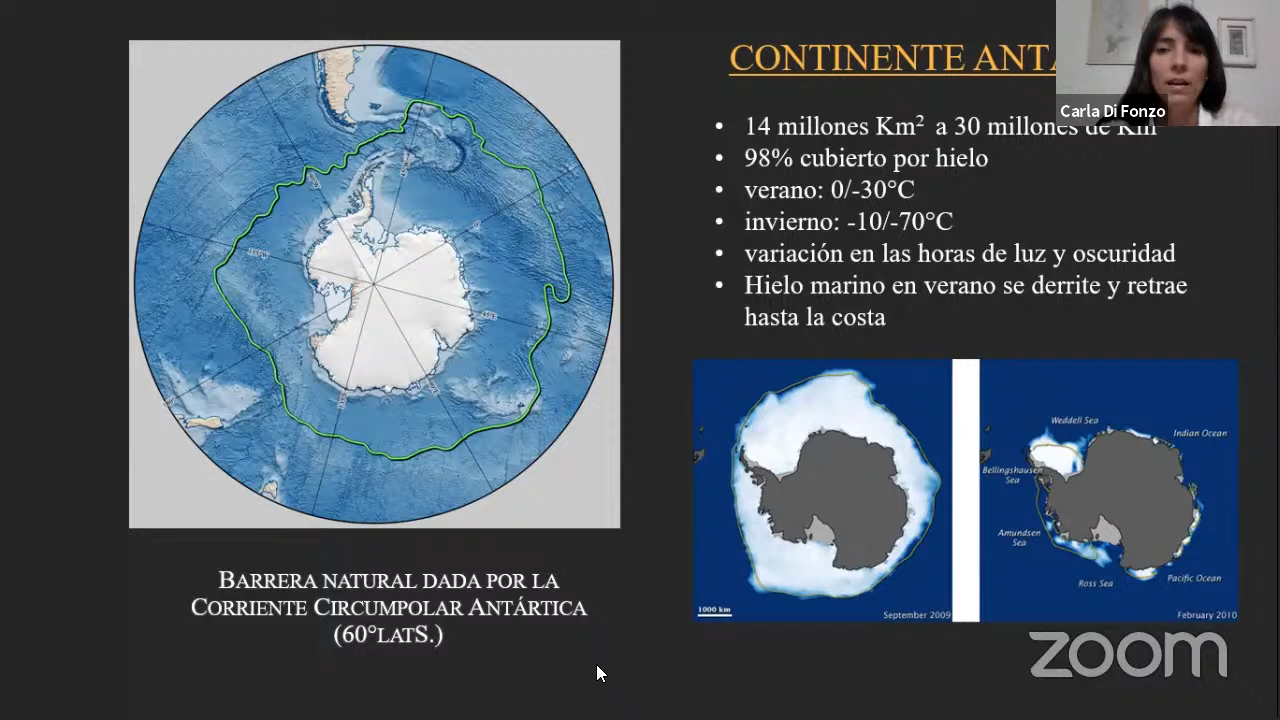 CONTINENTE
Carla Di Fonzo
• 14 millones Km² a 30 millones de Km
• 98% cubierto por hielo
• verano: 0/-30°C
• invierno: -10/-70°C
• variación en las horas de luz y oscuridad
• Hielo marino en verano se derrite y retrae
hasta la costa
Weddell Sea
Indian Ocean
Bellingshausen
Sea
Amundsen
Sea
Ross Sea
Pacific Ocean
1000 km
September 2009
February 2010
BARRERA NATURAL DADA POR LA
CORRIENTE CIRCUMPOLAR ANTÁRTICA
(60°LATS.)
zoom